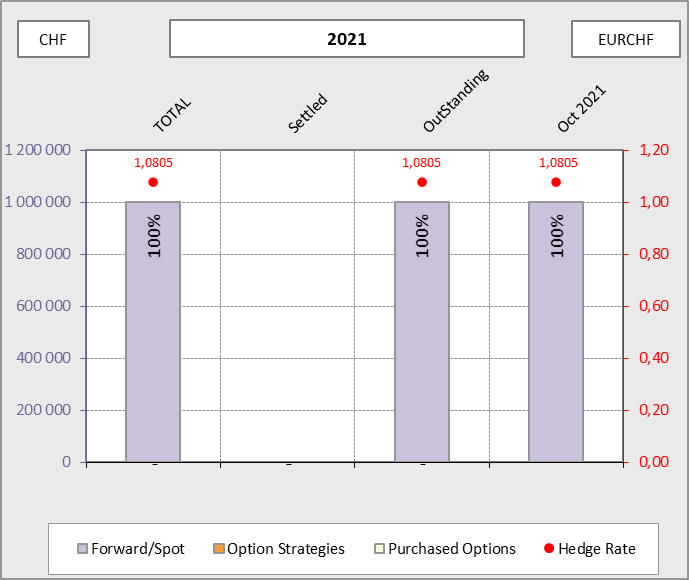 CHF
2021
EURCHF
TOTAL
Settled
OutStanding
Oct 2021
1 200 000
1 000 000
800 000
600 000
400 000
200 000
0
1,0805
1,0805
1,0805
100%
100%
100%
–
–
–
1,20
1,00
0,80
0,60
0,40
0,20
0,00
Forward/Spot
Option Strategies
Purchased Options
Hedge Rate